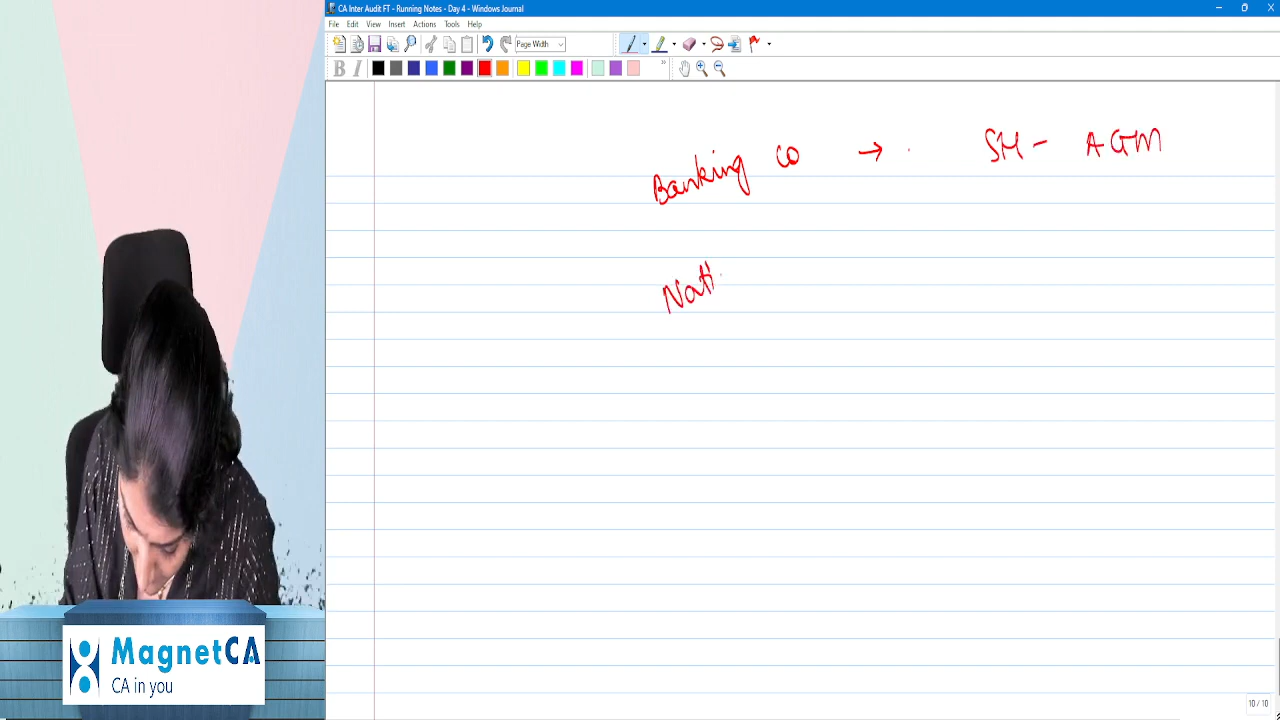 CA Inter Audit FT - Running Notes - Day 4 - Windows Journal
File Edit View Insert Actions Tools Help
Page Width
B I
Banking Co → SH - AGM
Nati
MagnetCA
CA in you
10 / 10